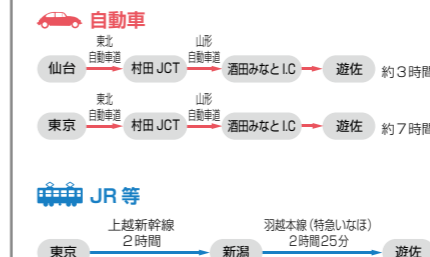 自動車
東北
自動車道
山形
自動車道
仙台 村田 JCT 酒田みなと I.C 遊佐 約3時間
東北
自動車道
山形
自動車道
東京 村田 JCT 酒田みなと I.C 遊佐 約7時間
JR 等
上越新幹線
2時間
羽越本線(特急いなほ)
2時間25分
東京 新潟 遊佐